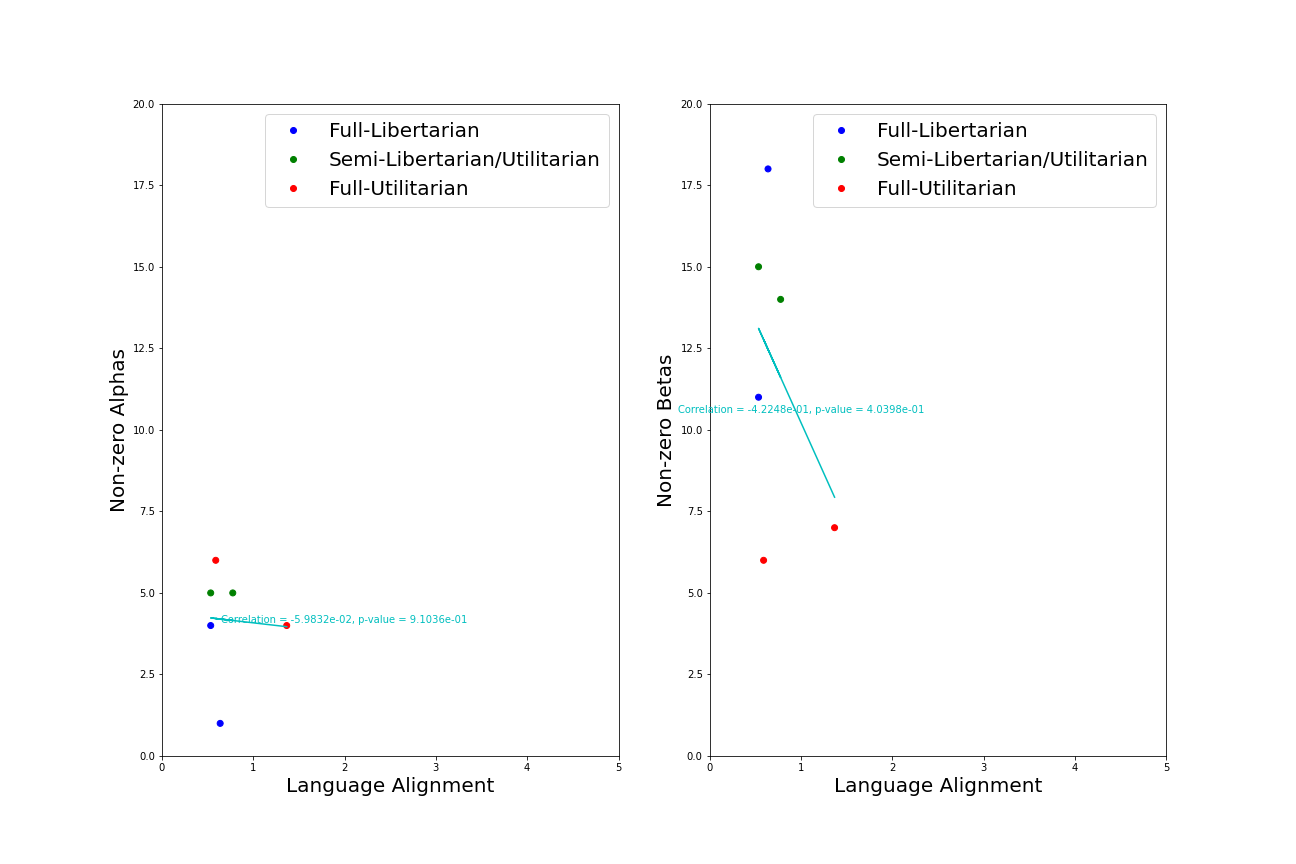 20.0
17.5
15.0
12.5
10.0
7.5
5.0
2.5
0.0
0
1
2
3
4
5
Non-zero Alphas
Language Alignment
Full-Libertarian
Semi-Libertarian/Utilitarian
Full-Utilitarian
Correlation = -5.9832e-02, p-value = 9.1036e-01
20.0
17.5
15.0
12.5
10.0
7.5
5.0
2.5
0.0
0
1
2
3
4
5
Non-zero Betas
Language Alignment
Full-Libertarian
Semi-Libertarian/Utilitarian
Full-Utilitarian
Correlation = -4.2248e-01, p-value = 4.0398e-01